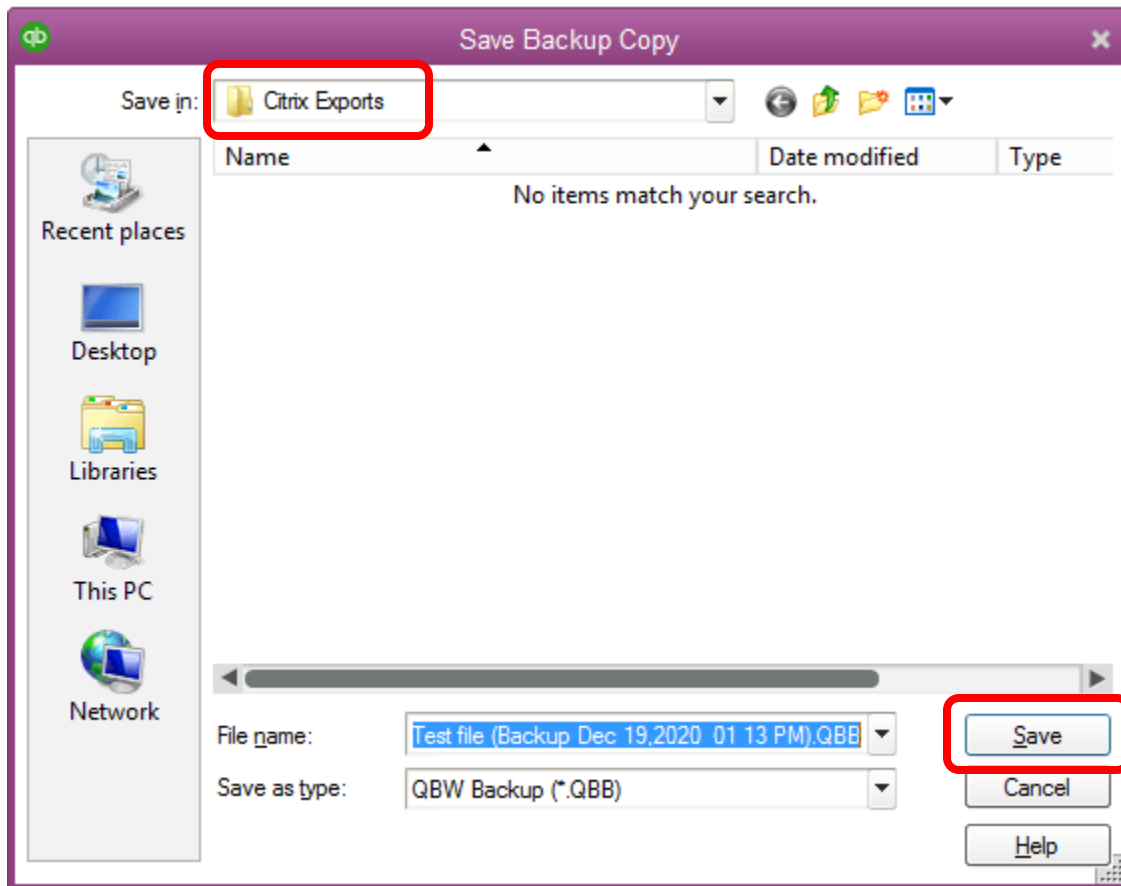 qb
Save Backup Copy
Save in: Citrix Exports
Name Date modified Type
No items match your search.
Recent places
Desktop
Libraries
This PC
Network
File name: Test file (Backup Dec 19,2020 01 13 PM).QBB Save
Save as type: QBW Backup (*.QBB) Cancel
Help